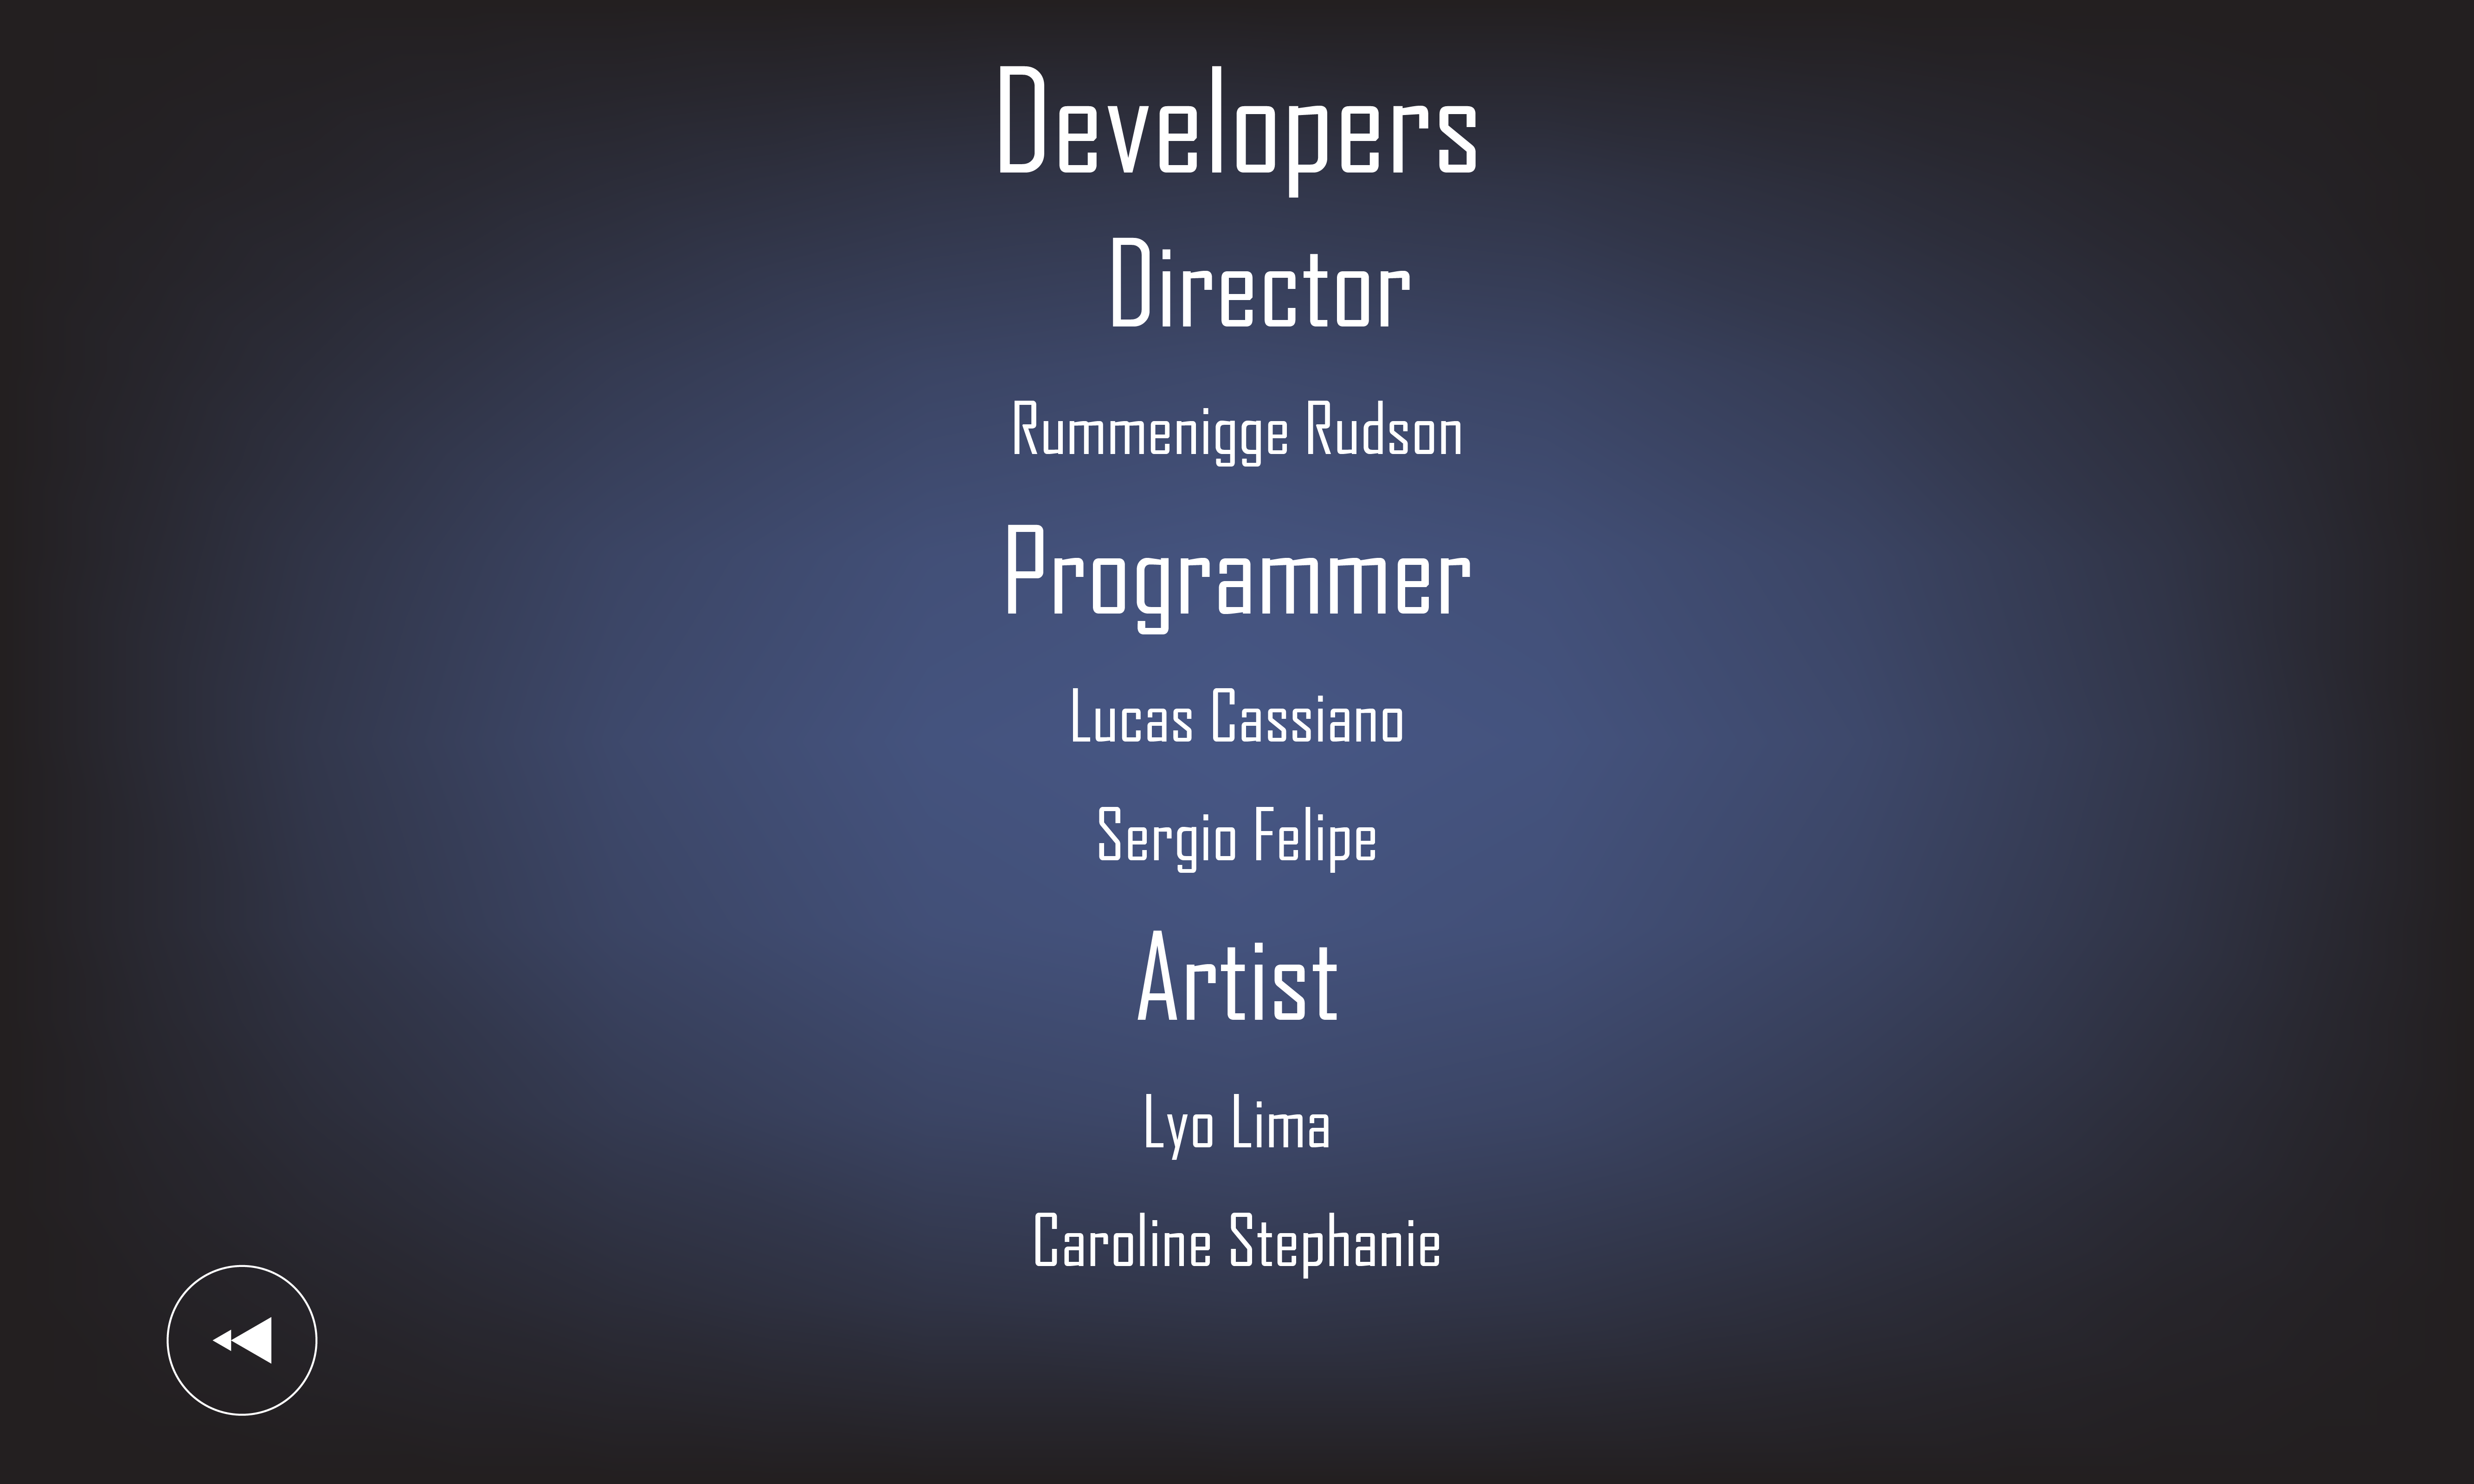 Developers
Director
Rummenigge Rudson
Programmer
Lucas Cassiano
Sergio Felipe
Artist
Lyo Lima
Caroline Stephanie